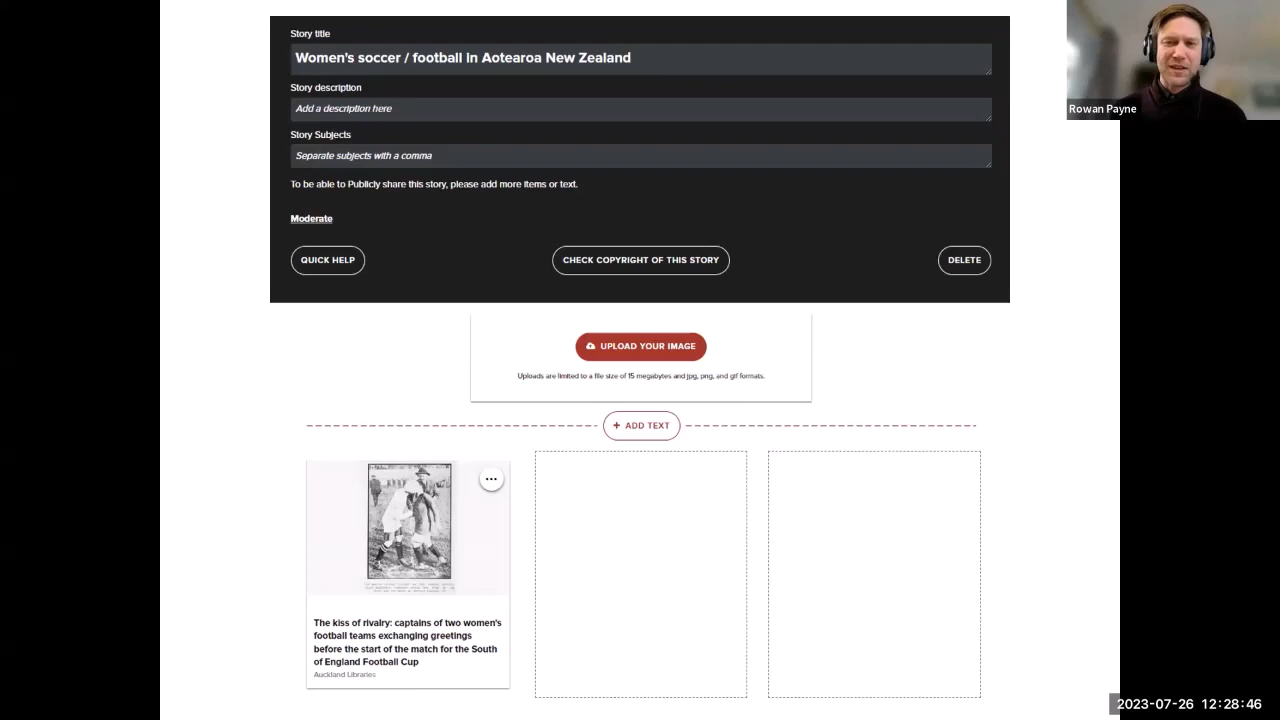 Story title
Women's soccer / football in Aotearoa New Zealand
Story description
Add a description here
Story Subjects
Separate subjects with a comma
To be able to Publicly share this story, please add more items or text.
Moderate
QUICK HELP
CHECK COPYRIGHT OF THIS STORY
DELETE
Rowan Payne
UPLOAD YOUR IMAGE
Uploads are limited to a file size of 15 megabytes and jpg, png, and gif formats.
+ ADD TEXT
The kiss of rivalry: captains of two women's
football teams exchanging greetings
before the start of the match for the South
of England Football Cup
Auckland Libraries
2023-07-26 12:28:46